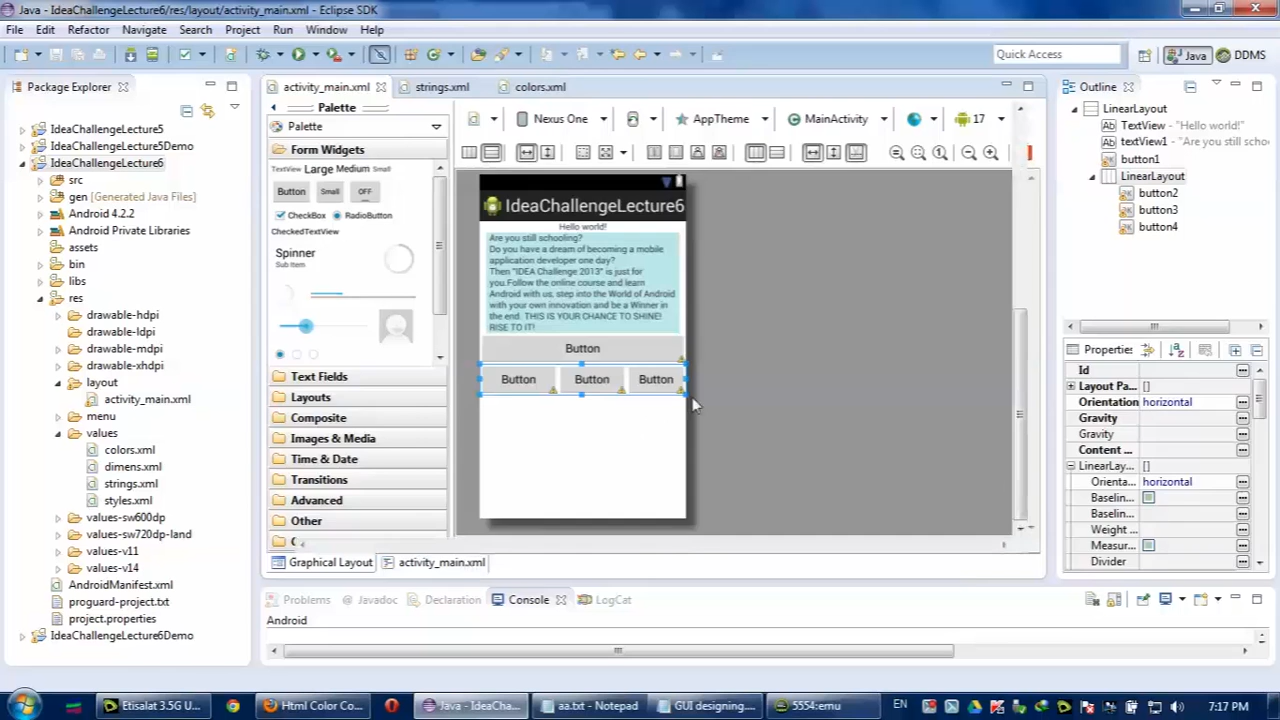 Java - IdeaChallengeLecture6/res/layout/activity_main.xml - Eclipse SDK
File Edit Refactor Navigate Search Project Run Window Help
Quick Access
Java
DDMS
Package Explorer
IdeaChallengeLecture5
IdeaChallengeLecture5Demo
IdeaChallengeLecture6
src
gen [Generated Java Files]
Android 4.2.2
Android Private Libraries
assets
bin
libs
res
drawable-hdpi
drawable-ldpi
drawable-mdpi
drawable-xhdpi
layout
activity_main.xml
menu
values
colors.xml
dimens.xml
strings.xml
styles.xml
values-sw600dp
values-sw720dp-land
values-v11
values-v14
AndroidManifest.xml
proguard-project.txt
project.properties
IdeaChallengeLecture6Demo
activity_main.xml
strings.xml
colors.xml
Palette
Palette
Form Widgets
TextView Large Medium Small
Button Small OFF
CheckBox RadioButton
CheckedTextView
Spinner
Sub Item
Text Fields
Layouts
Composite
Images & Media
Time & Date
Transitions
Advanced
Other
Nexus One
AppTheme
MainActivity
17
IdeaChallengeLecture6
Hello world!
Are you still schooling?
Do you have a dream of becoming a mobile
application developer one day?
Then "IDEA Challenge 2013" is just for
you.Follow the online course and learn
Android with us, step into the World of Android
with your own innovation and be a Winner in
the end. THIS IS YOUR CHANCE TO SHINE!
RISE TO IT!
Button
Button Button Button
Graphical Layout
activity_main.xml
Outline
LinearLayout
Ab TextView - "Hello world!"
Ab textView1 - "Are you still schoo
button1
LinearLayout
button2
button3
button4
Properties
Id
Layout Pa... []
Orientation horizontal
Gravity
Gravity
Content ...
LinearLay... []
Orienta... horizontal
Baselin...
Baselin...
Weight ...
Measur...
Divider
Problems
Javadoc
Declaration
Console
LogCat
Android
Etisalat 3.5G U...
Html Color Co...
Java - IdeaCha...
aa.txt - Notepad
GUI designing....
5554:emu
EN
7:17 PM